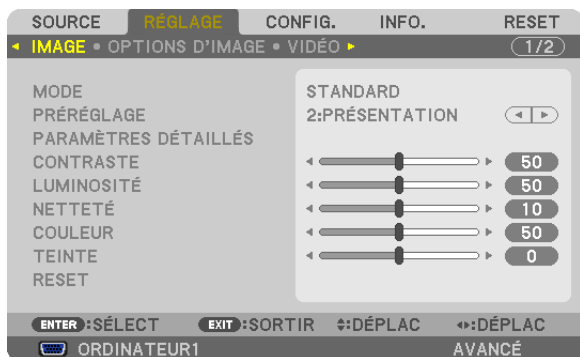 SOURCE RÉGLAGE CONFIG. INFO. RESET
IMAGE • OPTIONS D'IMAGE • VIDÉO 1/2
MODE STANDARD
PRÉRÉGLAGE 2:PRÉSENTATION
PARAMÈTRES DÉTAILLÉS
CONTRASTE 50
LUMINOSITÉ 50
NETTETÉ 10
COULEUR 50
TEINTE 0
RESET
ENTER:SÉLECT EXIT:SORTIR :DÉPLAC :DÉPLAC
ORDINATEUR1 AVANCÉ